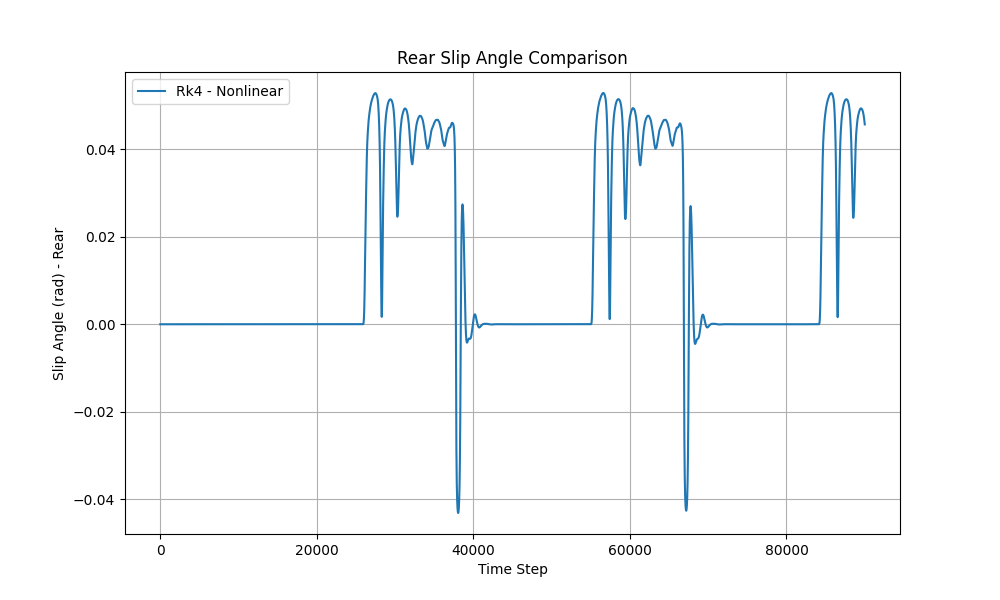 Rear Slip Angle Comparison
Rk4 - Nonlinear
Slip Angle (rad) - Rear
0.04
0.02
0.00
−0.02
−0.04
0
20000
40000
60000
80000
Time Step